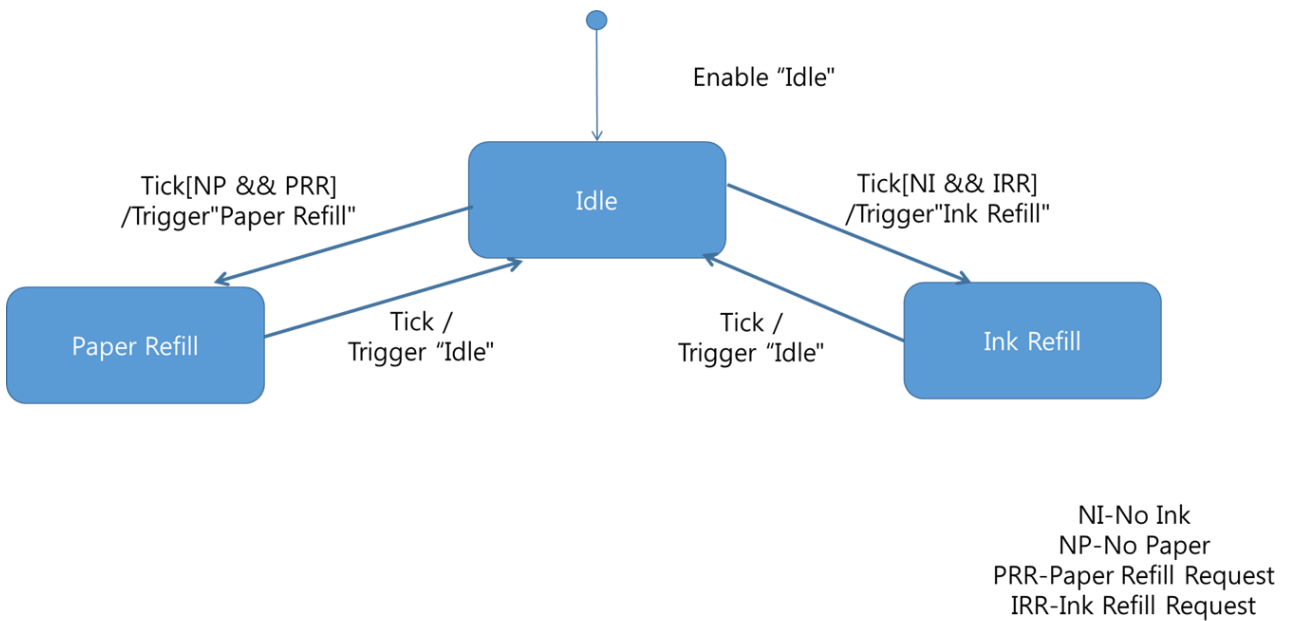 Enable “Idle"
Idle
Tick[NP && PRR]
/Trigger"Paper Refill"
Tick[NI && IRR]
/Trigger"Ink Refill"
Paper Refill
Tick /
Trigger “Idle"
Tick /
Trigger “Idle"
Ink Refill
NI-No Ink
NP-No Paper
PRR-Paper Refill Request
IRR-Ink Refill Request